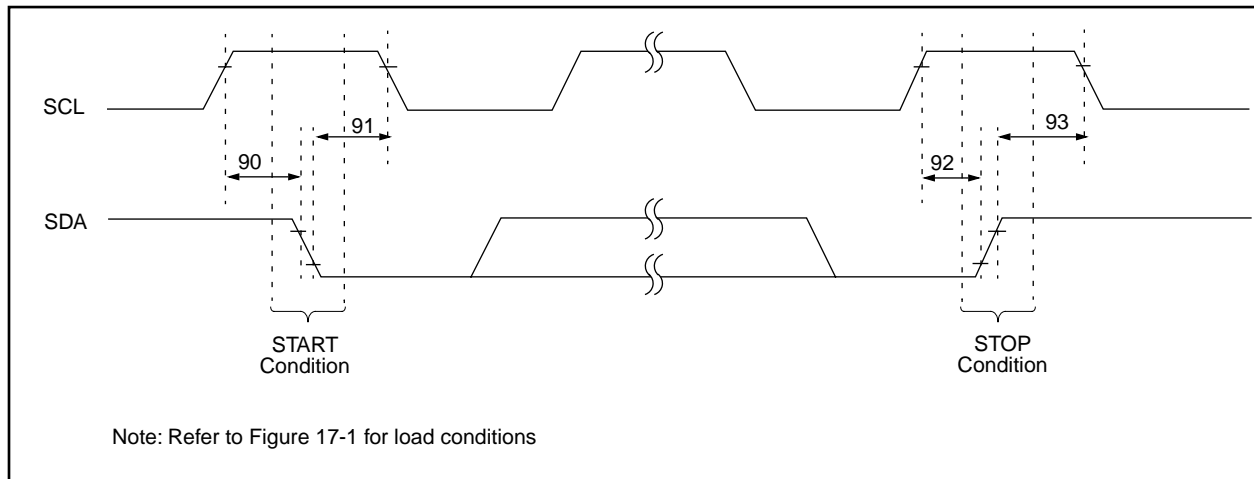 SCL
91
93
90
92
SDA
START
Condition
STOP
Condition
Note: Refer to Figure 17-1 for load conditions